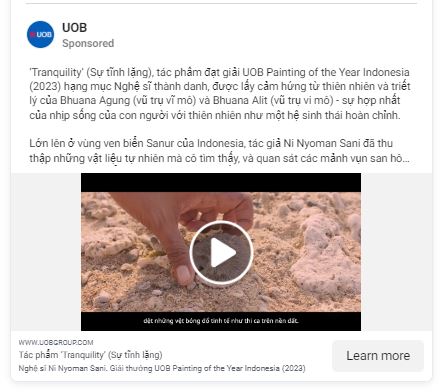 UOB
UOB
Sponsored
'Tranquility' (Sự tĩnh lặng), tác phẩm đạt giải UOB Painting of the Year Indonesia
(2023) hạng mục Nghệ sĩ thành danh, được lấy cảm hứng từ thiên nhiên và triết
lý của Bhuana Agung (vũ trụ vĩ mô) và Bhuana Alit (vũ trụ vi mô) - sự hợp nhất
của nhịp sống của con người với thiên nhiên như một hệ sinh thái hoàn chỉnh.
Lớn lên ở vùng ven biển Sanur của Indonesia, tác giả Ni Nyoman Sani đã thu
thập những vật liệu tự nhiên mà cô tìm thấy, và quan sát các mảnh vụn san hô...
dệt những vệt bóng đổ tinh tế như thi ca trên nền đất.
WWW.UOBGROUP.COM
Tác phẩm 'Tranquility' (Sự tĩnh lặng)
Nghệ sĩ Ni Nyoman Sani. Giải thưởng UOB Painting of the Year Indonesia (2023)
Learn more